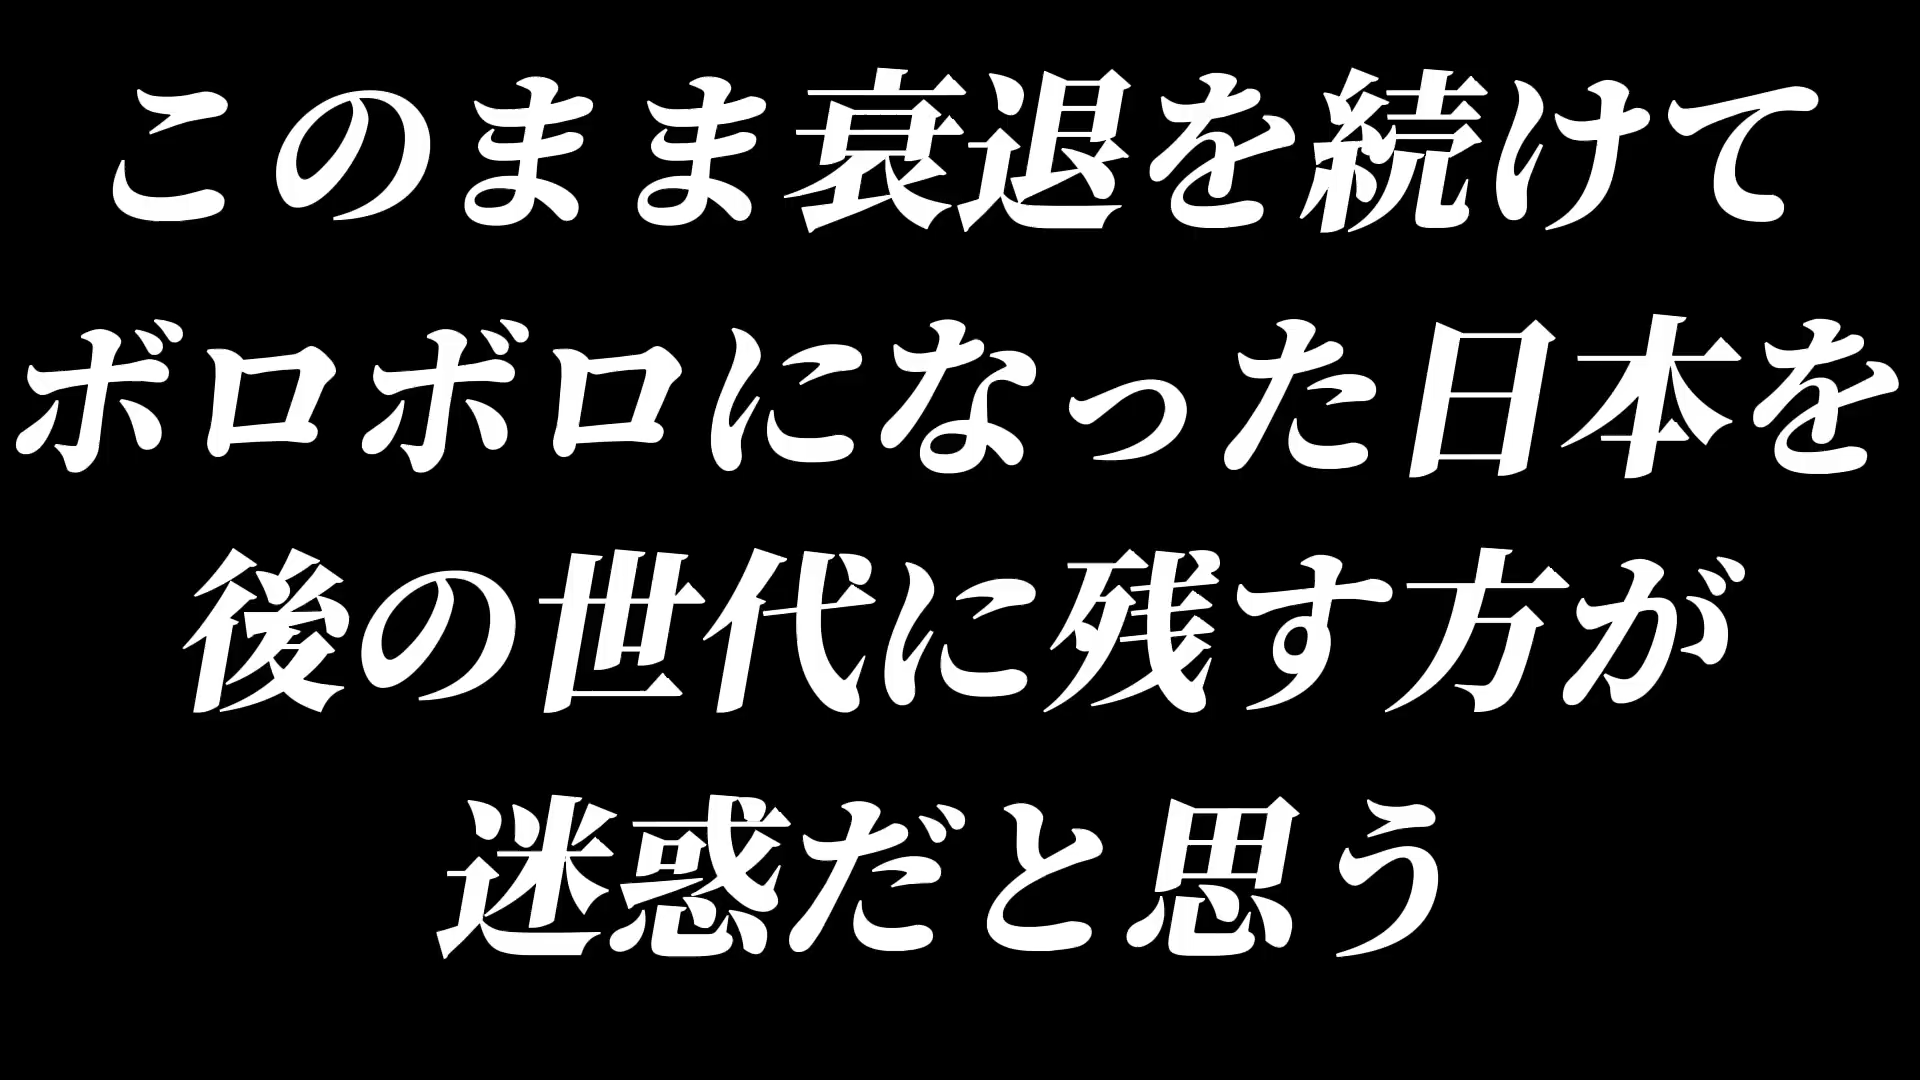 このまま衰退を続けて
ボロボロになった日本を
後の世代に残す方が
迷惑だと思う